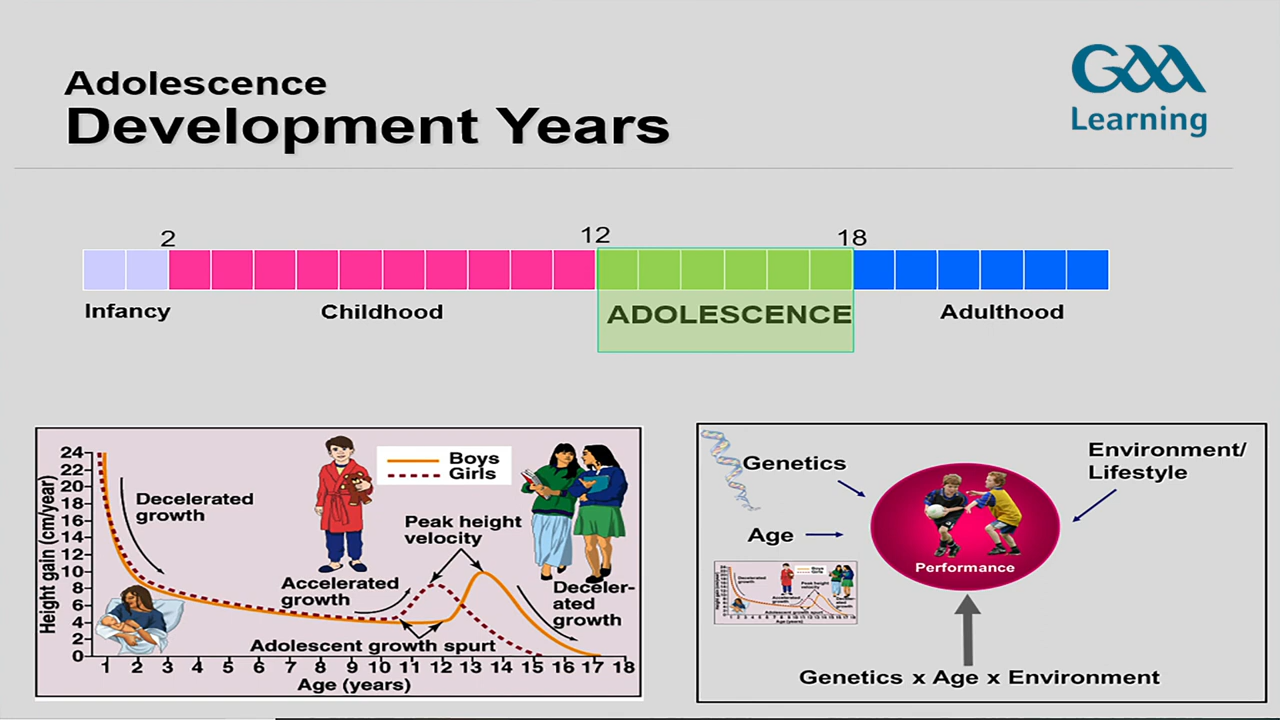 Adolescence
Development Years
GAA
Learning
2
12
18
Infancy
Childhood
ADOLESCENCE
Adulthood
Height gain (cm/year)
24
22
20
18
16
14
12
10
8
6
4
2
0
1 2 3 4 5 6 7 8 9 10 11 12 13 14 15 16 17 18
Age (years)
Boys
Girls
Decelerated
growth
Peak height
velocity
Accelerated
growth
Deceler-
ated
growth
Adolescent growth spurt
Genetics
Age
Environment/
Lifestyle
Performance
Genetics x Age x Environment